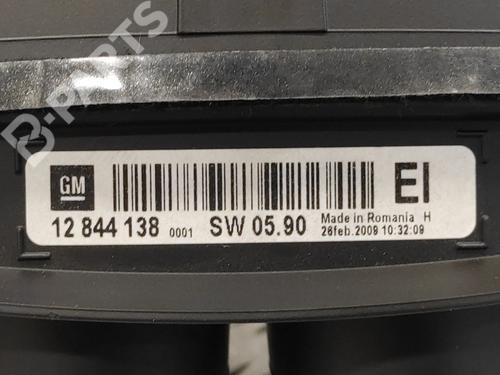 B-PARTS
GM
EI
12 844 138 0001 SW 05.90
Made in Romania H
26feb.2009 10:32:09